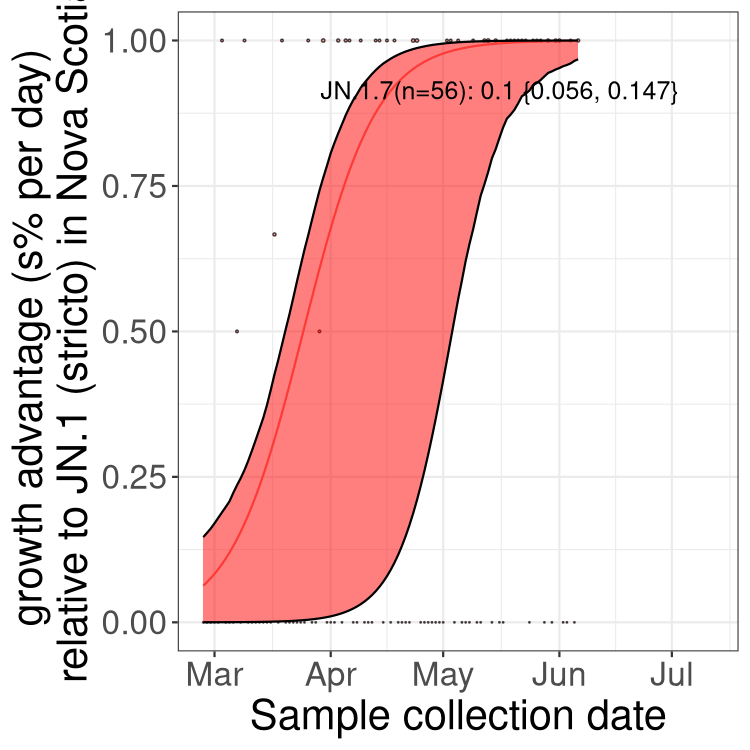 growth advantage (s% per day)
relative to JN.1 (stricto) in Nova Scotia
1.00
0.75
0.50
0.25
0.00
JN.1.7(n=56): 0.1 {0.056, 0.147}
Mar Apr May Jun Jul
Sample collection date